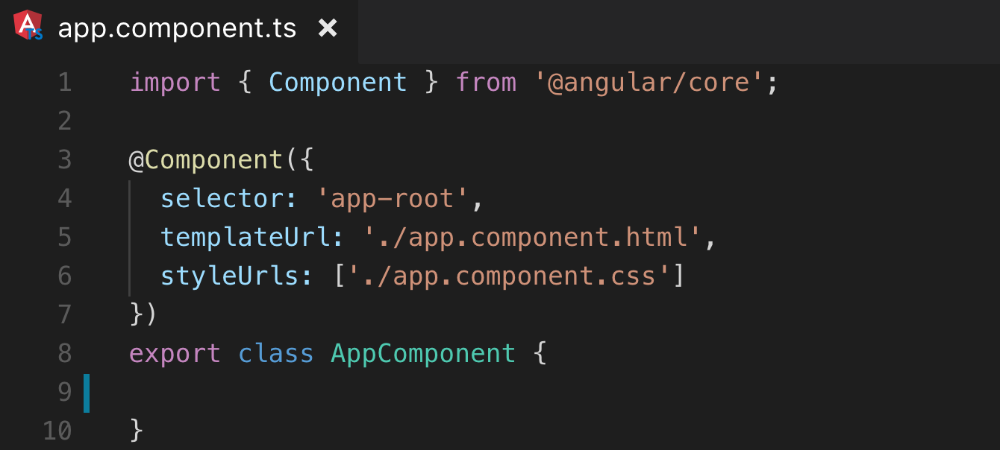 app.component.ts
1 import { Component } from '@angular/core';
2
3 @Component({
4   selector: 'app-root',
5   templateUrl: './app.component.html',
6   styleUrls: ['./app.component.css']
7 })
8 export class AppComponent {
9
10 }